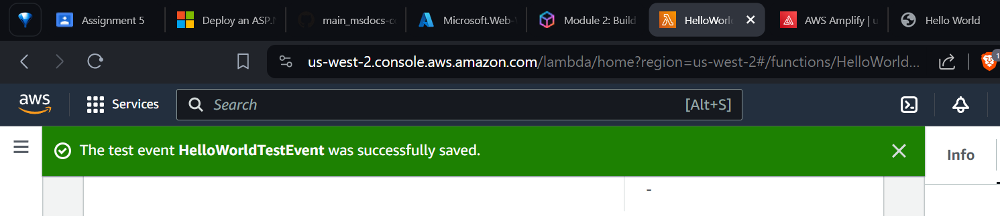 Assignment 5
Deploy an ASP.N
main_msdocs-c
Microsoft.Web-
Module 2: Build
HelloWorl
AWS Amplify | u
Hello World
us-west-2.console.aws.amazon.com/lambda/home?region=us-west-2#/functions/HelloWorld...
1
aws
Services
Search
[Alt+S]
The test event HelloWorldTestEvent was successfully saved.
Info
-